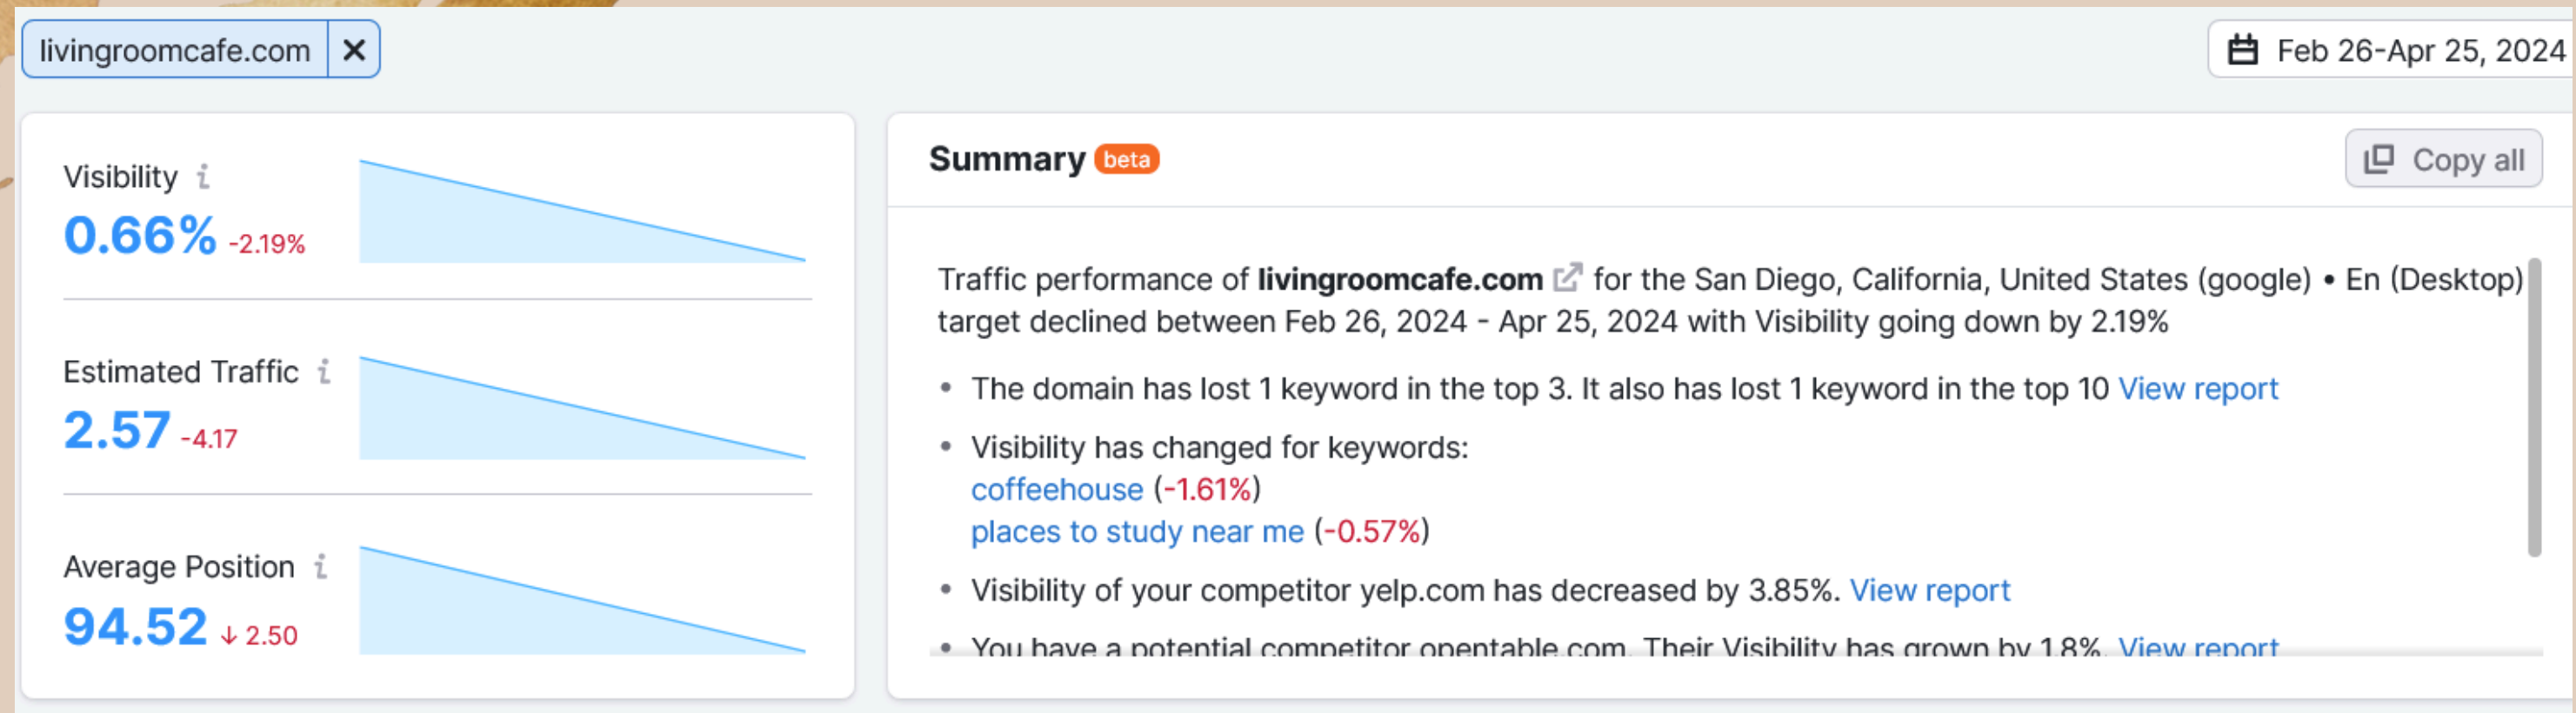 livingroomcafe.com
Feb 26-Apr 25, 2024
Visibility
0.66% -2.19%
Estimated Traffic
2.57 -4.17
Average Position
94.52 ↓ 2.50
Summary beta
Copy all
Traffic performance of livingroomcafe.com for the San Diego, California, United States (google) • En (Desktop)
target declined between Feb 26, 2024 - Apr 25, 2024 with Visibility going down by 2.19%
• The domain has lost 1 keyword in the top 3. It also has lost 1 keyword in the top 10 View report
• Visibility has changed for keywords:
coffeehouse (-1.61%)
places to study near me (-0.57%)
• Visibility of your competitor yelp.com has decreased by 3.85%. View report
• You have a potential competitor opentable.com. Their Visibility has grown by 1.8%. View report